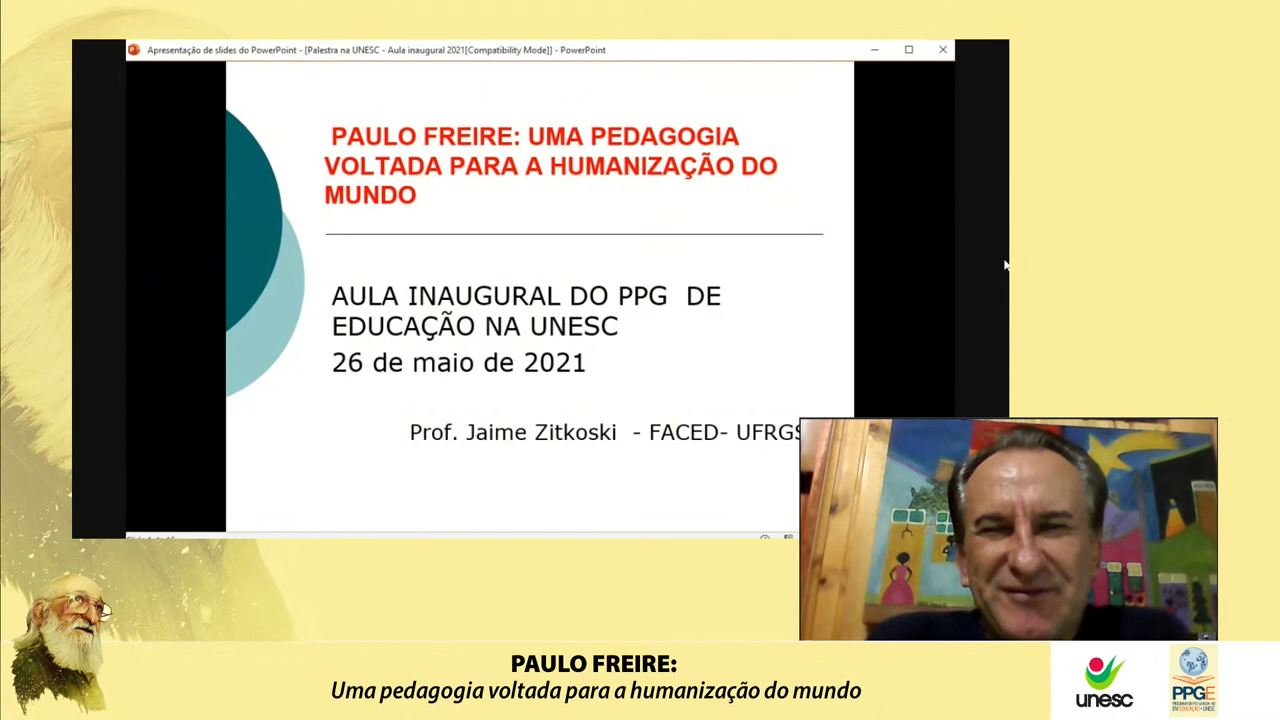 Apresentação de slides do PowerPoint - [Palestra na UNESC - Aula inaugural 2021[Compatibility Mode]] - PowerPoint
PAULO FREIRE: UMA PEDAGOGIA
VOLTADA PARA A HUMANIZAÇÃO DO
MUNDO
AULA INAUGURAL DO PPG DE
EDUCAÇÃO NA UNESC
26 de maio de 2021
Prof. Jaime Zitkoski - FACED- UFRGS
PAULO FREIRE:
Uma pedagogia voltada para a humanização do mundo
unesc
PPGE